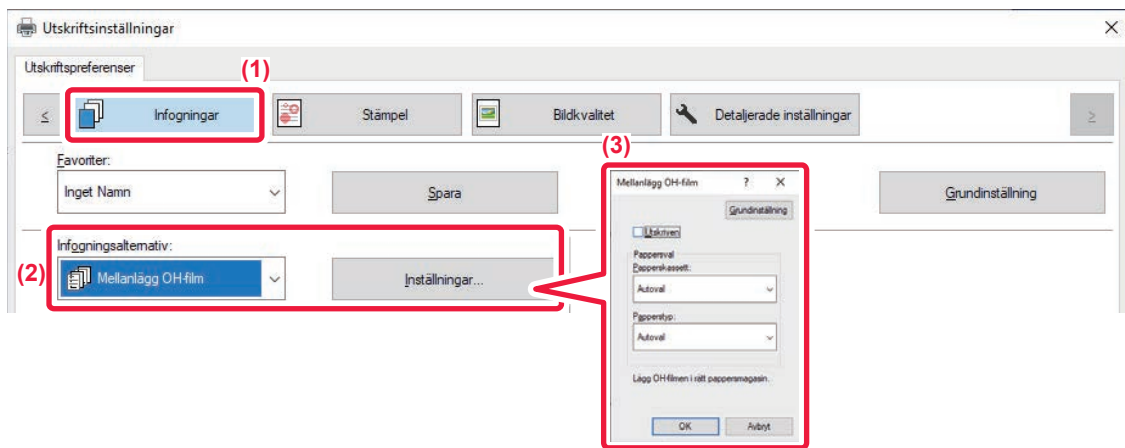 Utskriftsinställningar
Utskriftspreferenser
(1)
< Infogningar Stämpel Bildkvalitet Detaljerade inställningar >
(3)
Favoriter:
Inget Namn Spara Grundinställning
(2)
Infogningsalternativ:
Mellanlägg OH-film Inställningar...
Mellanlägg OH-film ? X
Grundinställning
Utskriven
Pappersval
Papperskassett:
Autoval
Papperstyp:
Autoval
Lägg OH-filmen i rätt pappersmagasin.
OK Avbryt